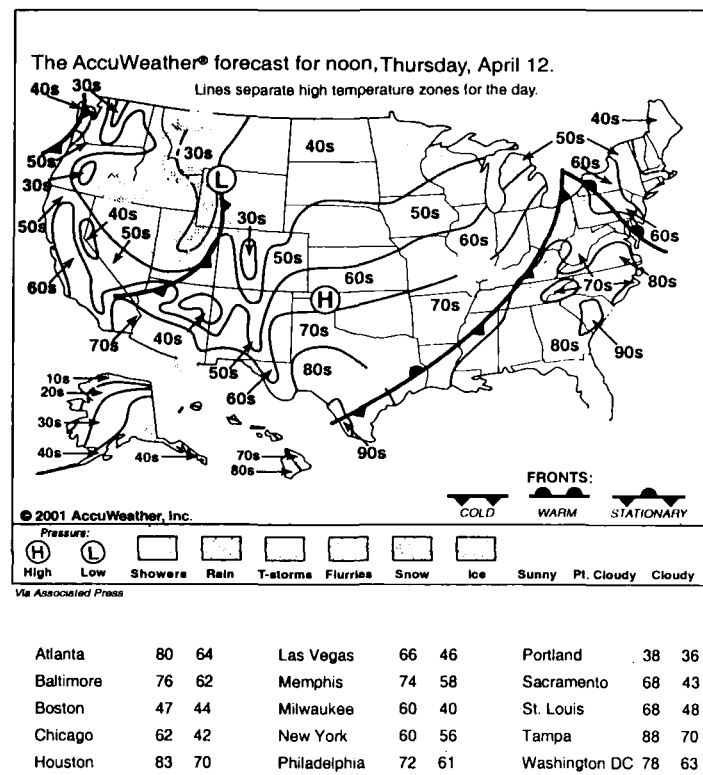 The AccuWeather® forecast for noon, Thursday, April 12.
Lines separate high temperature zones for the day.
40s 30s 40s
50s
30s 40s 60s
50s
30s
L
40s 30s 50s
50s 50s 50s 60s 60s
60s 60s 70s 80s
H
70s 70s
70s 40s 80s 90s
50s 80s
10s 60s
20s
30s 90s
40s 40s 70s
80s
FRONTS:
COLD WARM STATIONARY
© 2001 AccuWeather, Inc.
Pressure:
H L
High Low Showers Rain T-storms Flurries Snow Ice Sunny Pt. Cloudy Cloudy
Via Associated Press
Atlanta 80 64 Las Vegas 66 46 Portland 38 36
Baltimore 76 62 Memphis 74 58 Sacramento 68 43
Boston 47 44 Milwaukee 60 40 St. Louis 68 48
Chicago 62 42 New York 60 56 Tampa 88 70
Houston 83 70 Philadelphia 72 61 Washington DC 78 63